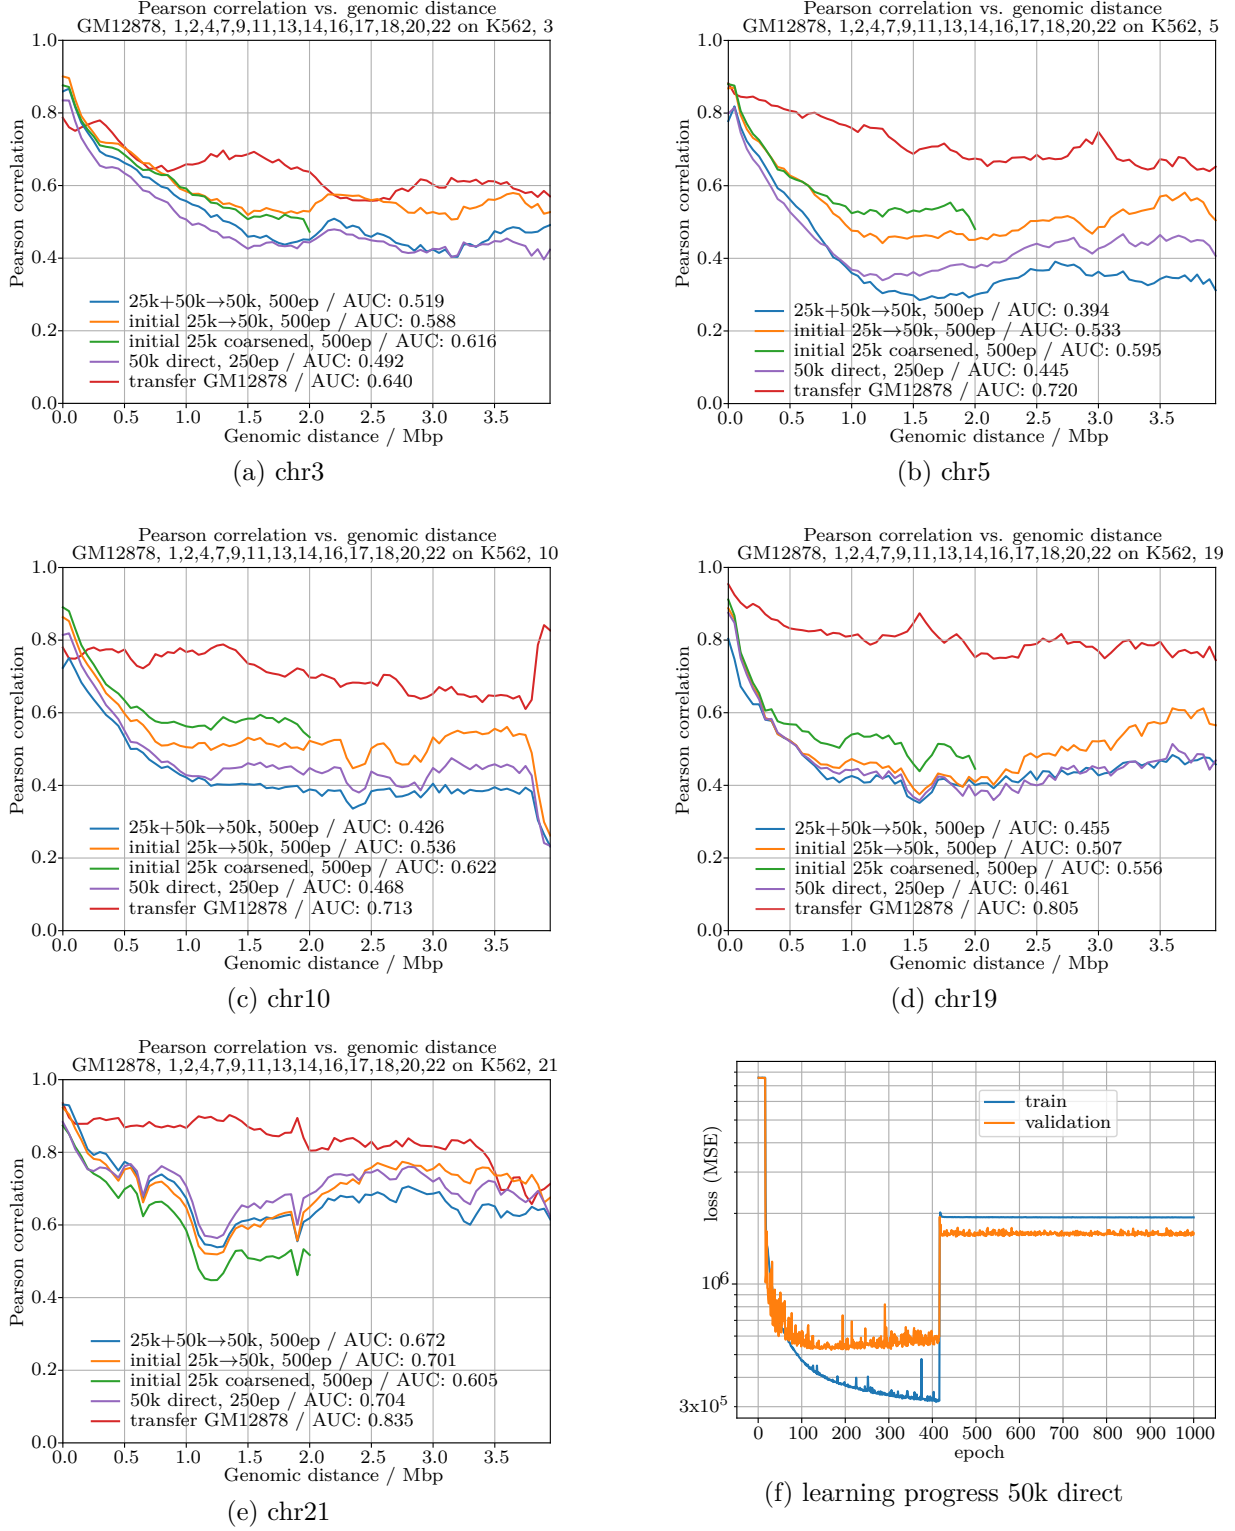 Pearson correlation vs. genomic distance
GM12878, 1,2,4,7,9,11,13,14,16,17,18,20,22 on K562, 3
1.0
0.8
0.6
0.4
0.2
0.0
Pearson correlation
25k+50k→50k, 500ep / AUC: 0.519
initial 25k→50k, 500ep / AUC: 0.588
initial 25k coarsened, 500ep / AUC: 0.616
50k direct, 250ep / AUC: 0.492
transfer GM12878 / AUC: 0.640
0.0 0.5 1.0 1.5 2.0 2.5 3.0 3.5
Genomic distance / Mbp
(a) chr3
Pearson correlation vs. genomic distance
GM12878, 1,2,4,7,9,11,13,14,16,17,18,20,22 on K562, 5
1.0
0.8
0.6
0.4
0.2
0.0
Pearson correlation
25k+50k→50k, 500ep / AUC: 0.394
initial 25k→50k, 500ep / AUC: 0.533
initial 25k coarsened, 500ep / AUC: 0.595
50k direct, 250ep / AUC: 0.445
transfer GM12878 / AUC: 0.720
0.0 0.5 1.0 1.5 2.0 2.5 3.0 3.5
Genomic distance / Mbp
(b) chr5
Pearson correlation vs. genomic distance
GM12878, 1,2,4,7,9,11,13,14,16,17,18,20,22 on K562, 10
1.0
0.8
0.6
0.4
0.2
0.0
Pearson correlation
25k+50k→50k, 500ep / AUC: 0.426
initial 25k→50k, 500ep / AUC: 0.536
initial 25k coarsened, 500ep / AUC: 0.622
50k direct, 250ep / AUC: 0.468
transfer GM12878 / AUC: 0.713
0.0 0.5 1.0 1.5 2.0 2.5 3.0 3.5
Genomic distance / Mbp
(c) chr10
Pearson correlation vs. genomic distance
GM12878, 1,2,4,7,9,11,13,14,16,17,18,20,22 on K562, 19
1.0
0.8
0.6
0.4
0.2
0.0
Pearson correlation
25k+50k→50k, 500ep / AUC: 0.455
initial 25k→50k, 500ep / AUC: 0.507
initial 25k coarsened, 500ep / AUC: 0.556
50k direct, 250ep / AUC: 0.461
transfer GM12878 / AUC: 0.805
0.0 0.5 1.0 1.5 2.0 2.5 3.0 3.5
Genomic distance / Mbp
(d) chr19
Pearson correlation vs. genomic distance
GM12878, 1,2,4,7,9,11,13,14,16,17,18,20,22 on K562, 21
1.0
0.8
0.6
0.4
0.2
0.0
Pearson correlation
25k+50k→50k, 500ep / AUC: 0.672
initial 25k→50k, 500ep / AUC: 0.701
initial 25k coarsened, 500ep / AUC: 0.605
50k direct, 250ep / AUC: 0.704
transfer GM12878 / AUC: 0.835
0.0 0.5 1.0 1.5 2.0 2.5 3.0 3.5
Genomic distance / Mbp
(e) chr21
train
validation
loss (MSE)
10⁶
3x10⁵
0 100 200 300 400 500 600 700 800 900 1000
epoch
(f) learning progress 50k direct